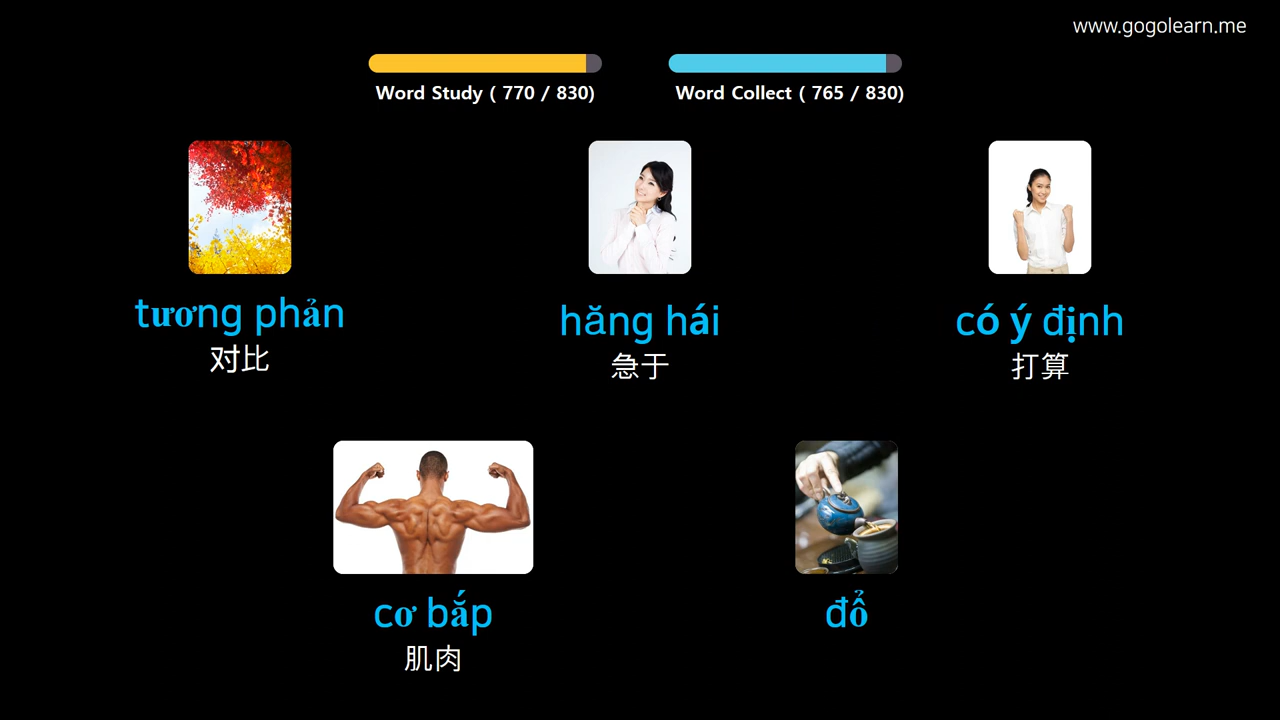 www.gogolearn.me
Word Study ( 770 / 830)
Word Collect ( 765 / 830)
tương phản
对比
hăng hái
急于
có ý định
打算
cơ bắp
肌肉
đổ